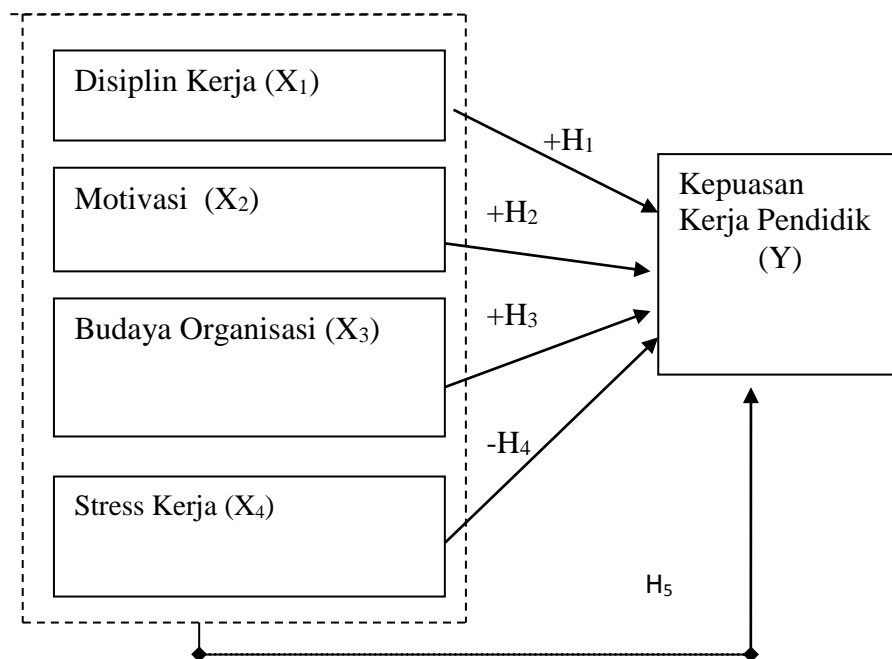 Disiplin Kerja (X₁)
+H₁
Motivasi (X₂)
+H₂
Kepuasan
Kerja Pendidik
(Y)
Budaya Organisasi (X₃)
+H₃
-H₄
Stress Kerja (X₄)
H₅